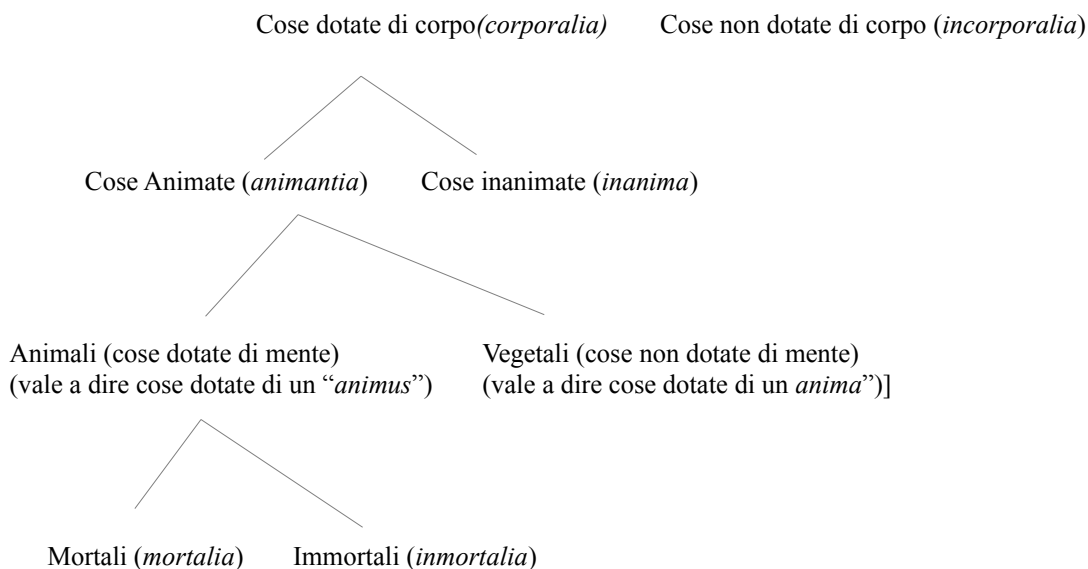 Cose dotate di corpo(corporalia) Cose non dotate di corpo (incorporalia)
Cose Animate (animantia) Cose inanimate (inanima)
Animali (cose dotate di mente) Vegetali (cose non dotate di mente)
(vale a dire cose dotate di un “animus”) (vale a dire cose dotate di un anima”)]
Mortali (mortalia) Immortali (inmortalia)